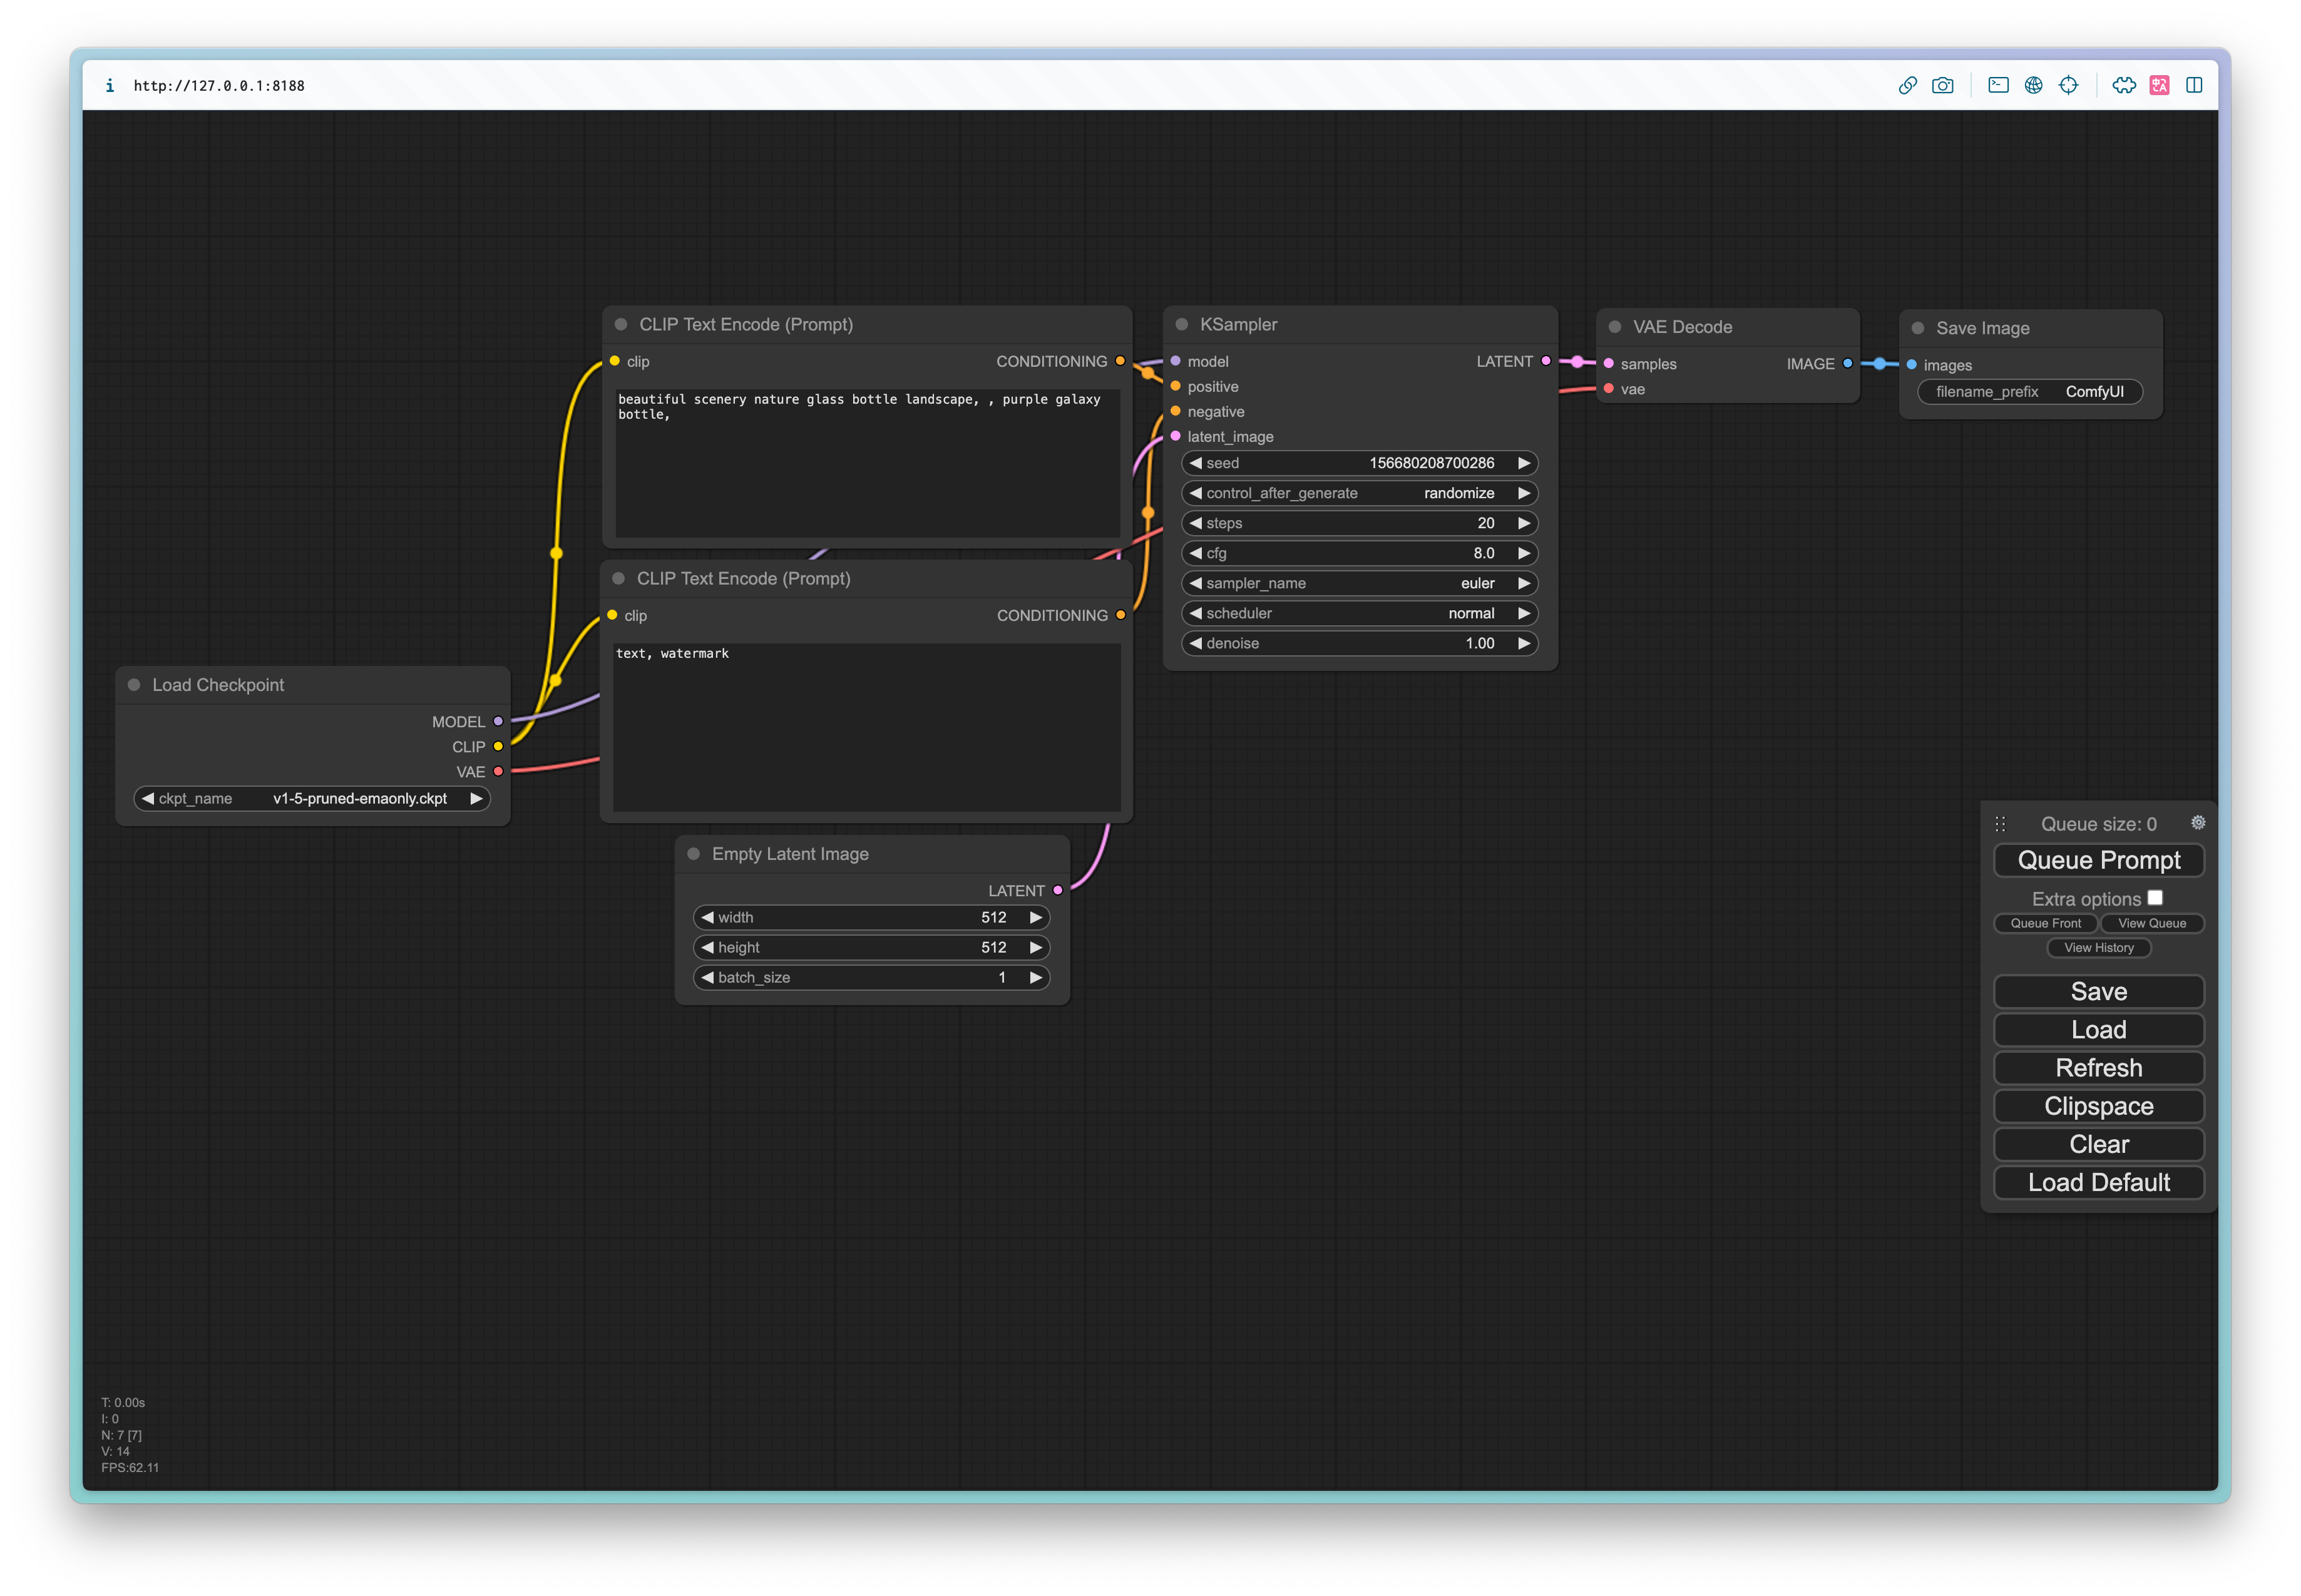 http://127.0.0.1:8188
CLIP Text Encode (Prompt)
clip
CONDITIONING
beautiful scenery nature glass bottle landscape, , purple galaxy
bottle,
CLIP Text Encode (Prompt)
clip
CONDITIONING
text, watermark
Load Checkpoint
MODEL
CLIP
VAE
ckpt_name v1-5-pruned-emaonly.ckpt
Empty Latent Image
LATENT
width 512
height 512
batch_size 1
KSampler
model
LATENT
positive
negative
latent_image
seed 156680208700286
control_after_generate randomize
steps 20
cfg 8.0
sampler_name euler
scheduler normal
denoise 1.00
VAE Decode
samples
IMAGE
vae
Save Image
images
filename_prefix ComfyUI
Queue size: 0
Queue Prompt
Extra options
Queue Front
View Queue
View History
Save
Load
Refresh
Clipspace
Clear
Load Default
T: 0.00s
I: 0
N: 7 [7]
V: 14
FPS:62.11